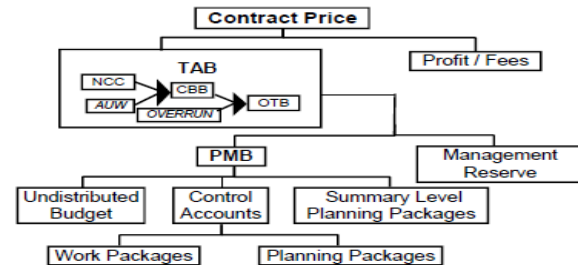 Contract Price
TAB
Profit / Fees
NCC
CBB
AUW
OTB
OVERRUN
PMB
Management
Reserve
Undistributed
Budget
Control
Accounts
Summary Level
Planning Packages
Work Packages
Planning Packages